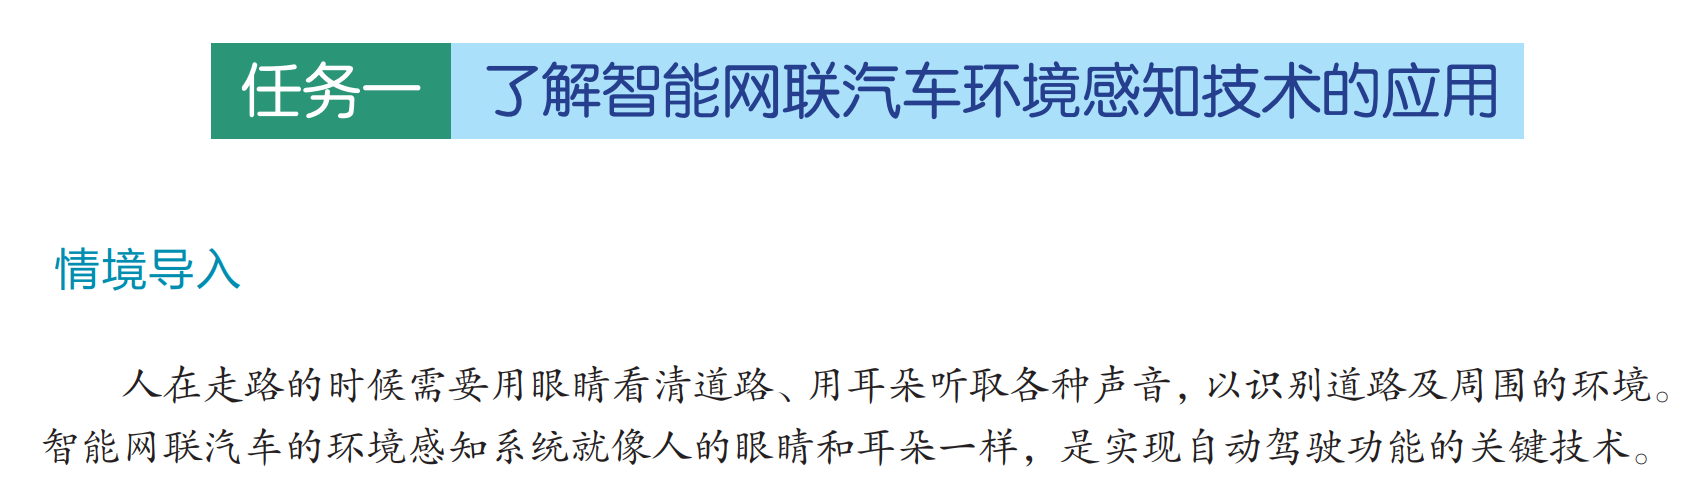 任务一 了解智能网联汽车环境感知技术的应用
情境导入
人在走路的时候需要用眼睛看清道路、用耳朵听取各种声音，以识别道路及周围的环境。
智能网联汽车的环境感知系统就像人的眼睛和耳朵一样，是实现自动驾驶功能的关键技术。